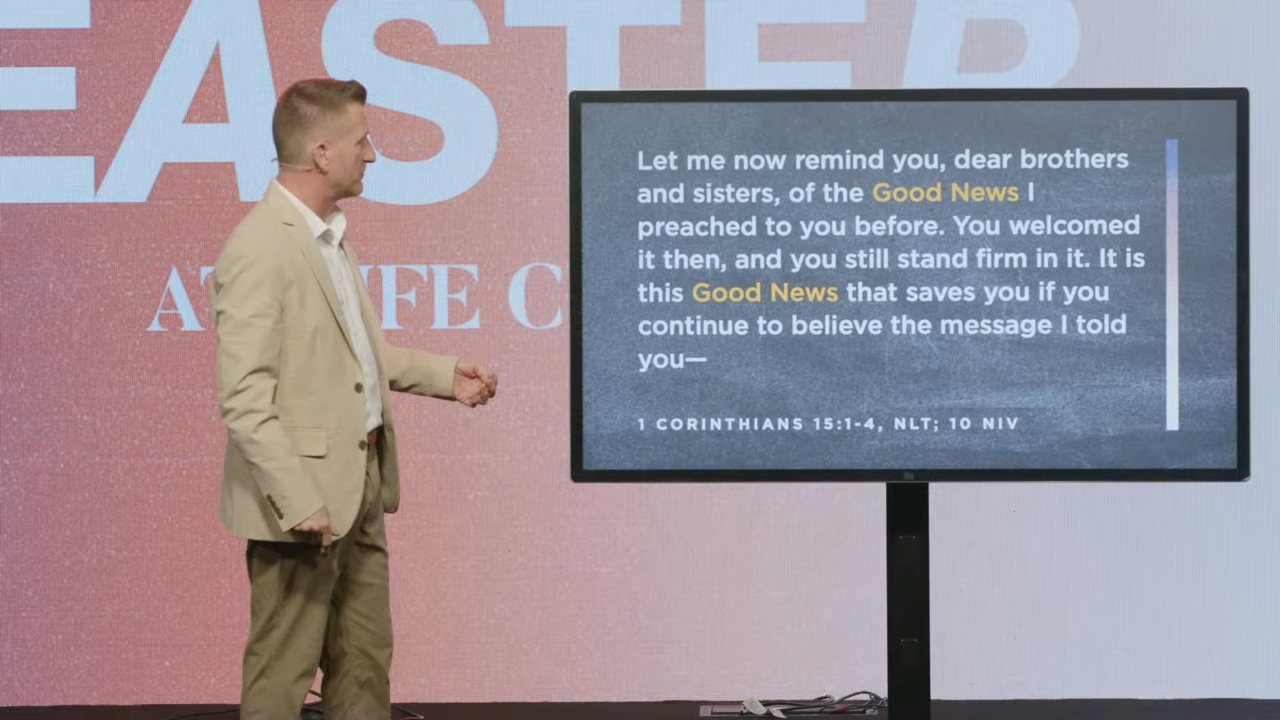 EASTER
AT LIFE C
Let me now remind you, dear brothers
and sisters, of the Good News I
preached to you before. You welcomed
it then, and you still stand firm in it. It is
this Good News that saves you if you
continue to believe the message I told
you—
1 CORINTHIANS 15:1-4, NLT; 10 NIV